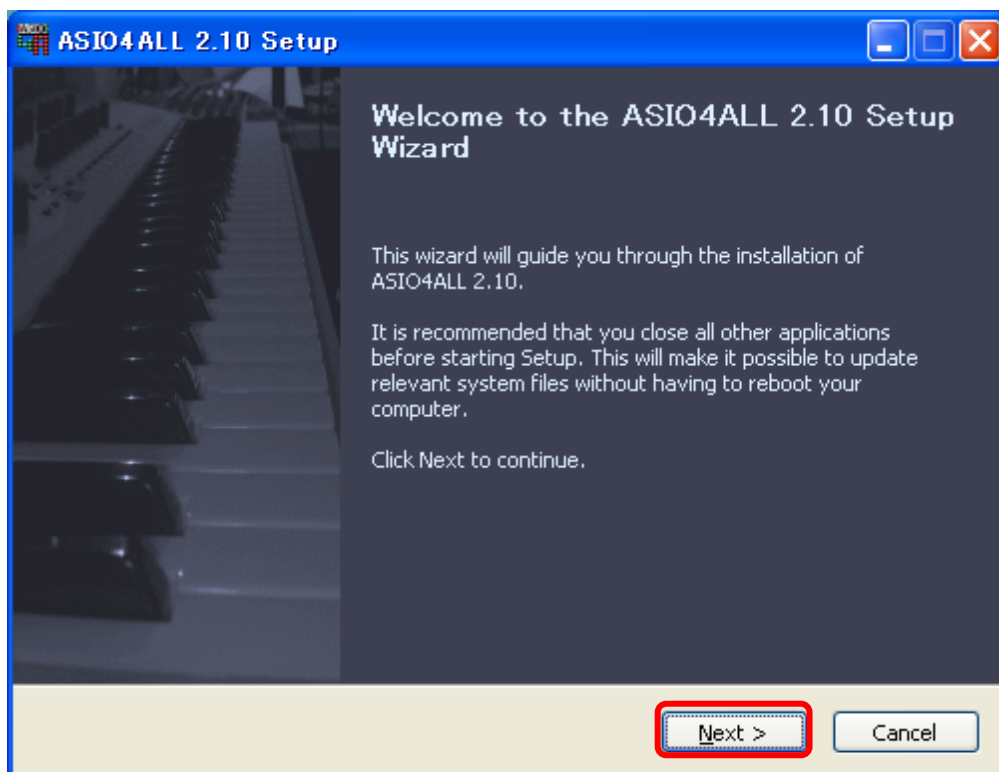 ASIO4ALL 2.10 Setup
Welcome to the ASIO4ALL 2.10 Setup
Wizard
This wizard will guide you through the installation of
ASIO4ALL 2.10.
It is recommended that you close all other applications
before starting Setup. This will make it possible to update
relevant system files without having to reboot your
computer.
Click Next to continue.
Next >
Cancel